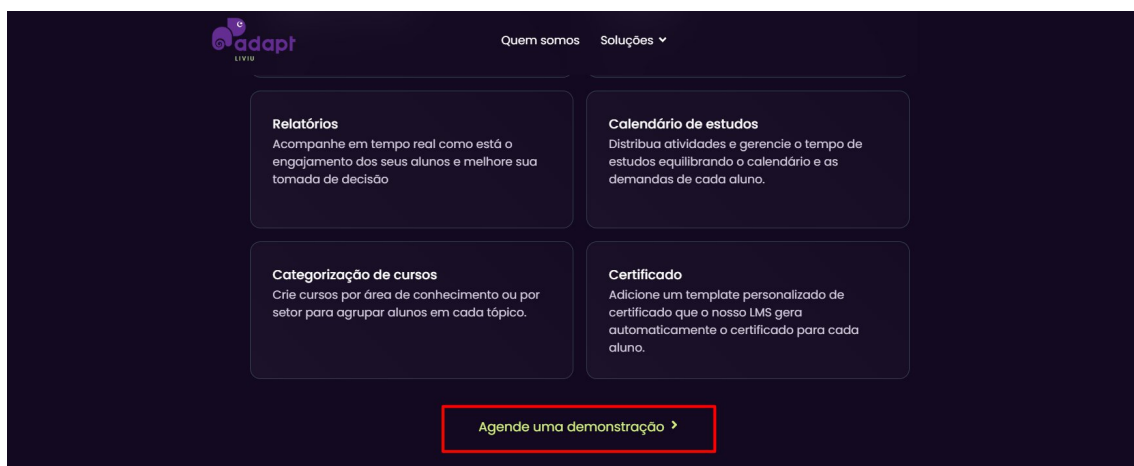 adapt
LIVIU
Quem somos
Soluções
Relatórios
Acompanhe em tempo real como está o
engajamento dos seus alunos e melhore sua
tomada de decisão
Calendário de estudos
Distribua atividades e gerencie o tempo de
estudos equilibrando o calendário e as
demandas de cada aluno.
Categorização de cursos
Crie cursos por área de conhecimento ou por
setor para agrupar alunos em cada tópico.
Certificado
Adicione um template personalizado de
certificado que o nosso LMS gera
automaticamente o certificado para cada
aluno.
Agende uma demonstração >